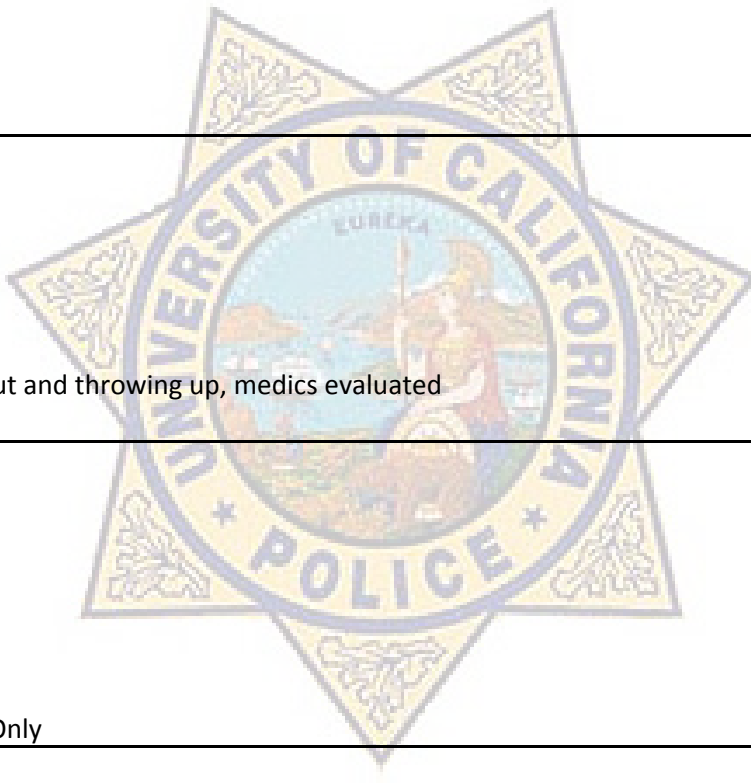 UNIVERSITY OF CALIFORNIA
EUREKA
ut and throwing up, medics evaluated
POLICE
Only